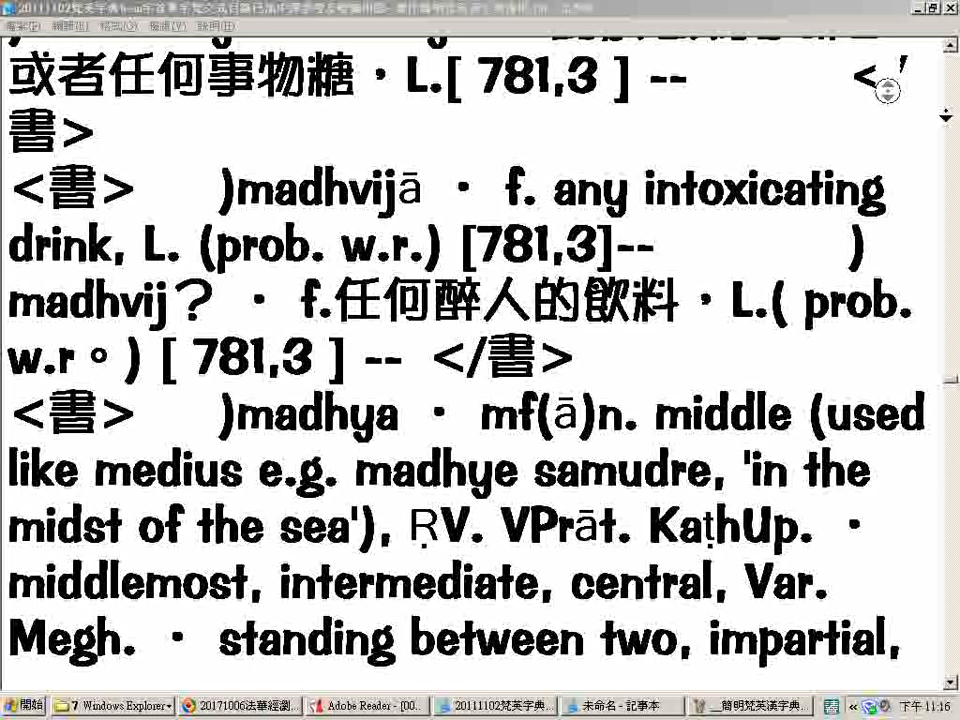 或者任何事物糖，L.[ 781,3 ] -- <
書>
<書> )madhvijā ‧ f. any intoxicating
drink, L. (prob. w.r.) [781,3]-- )
madhvij？ ‧ f.任何醉人的飲料，L.( prob.
w.r。) [ 781,3 ] -- </書>
<書> )madhya ‧ mf(ā)n. middle (used
like medius e.g. madhye samudre, 'in the
midst of the sea'), ṚV. VPrāt. KaṭhUp. ‧
middlemost, intermediate, central, Var.
Megh. ‧ standing between two, impartial,
開始 7 Windows Explorer 20171006法華經瀏... Adobe Reader - [00... 20111102梵英字典... 未命名 - 記事本 __簡明梵英漢字典... 下午 11:16